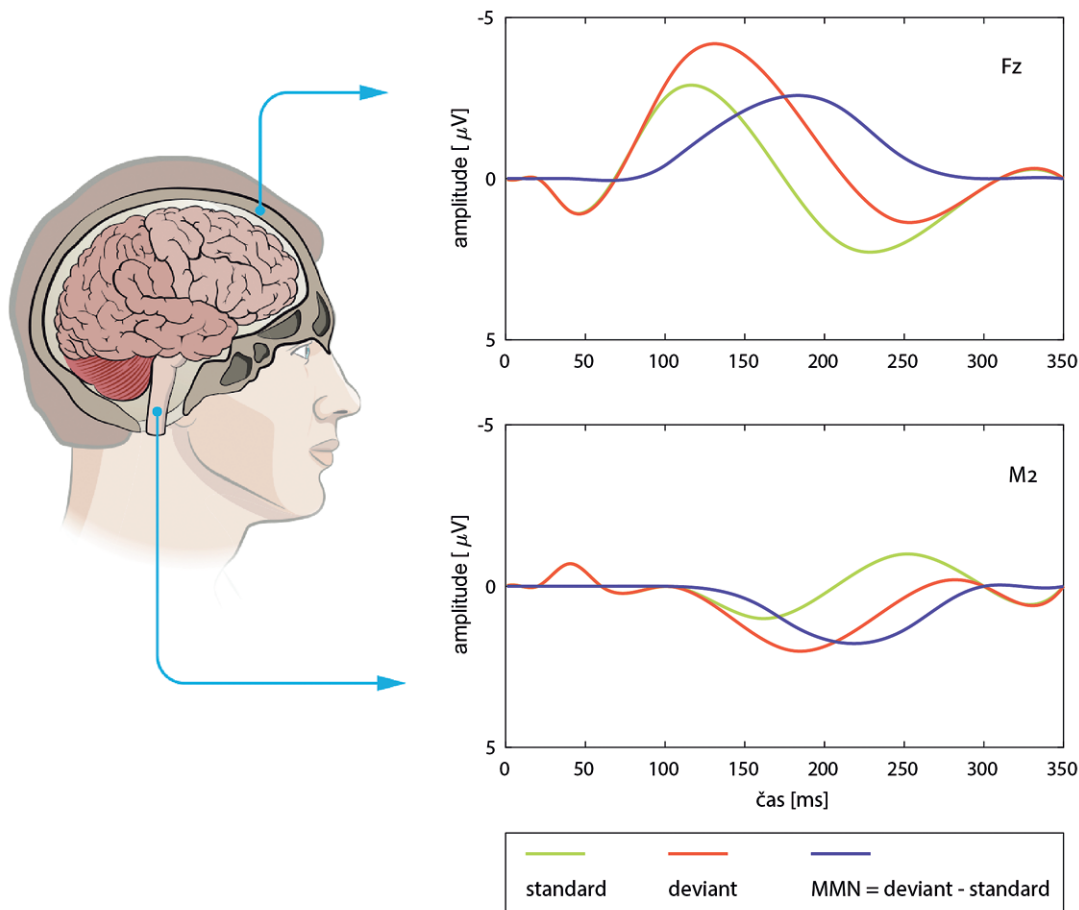 -5
Fz
amplitude [ μV]
0
5
0 50 100 150 200 250 300 350
-5
M2
amplitude [ μV]
0
5
0 50 100 150 200 250 300 350
čas [ms]
standard deviant MMN = deviant - standard